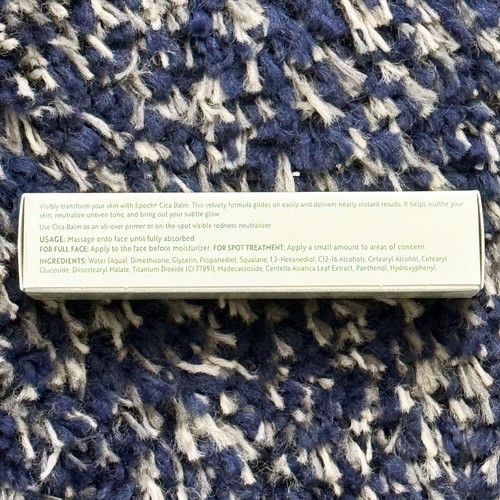 Visibly transform your skin with Epoch® Cica Balm. This velvety formula glides on easily and delivers nearly instant results. It helps soothe your
skin, neutralize uneven tone, and bring out your subtle glow.
Use Cica Balm as an all-over primer or on-the-spot visible redness neutralizer.
USAGE: Massage onto face until fully absorbed.
FOR FULL FACE: Apply to the face before moisturizer. FOR SPOT TREATMENT: Apply a small amount to areas of concern.
INGREDIENTS: Water (Aqua), Dimethicone, Glycerin, Propanediol, Squalane, 1,2-Hexanediol, C12-16 Alcohols, Cetearyl Alcohol, Cetearyl
Glucoside, Diisostearyl Malate, Titanium Dioxide (CI 77891), Madecassoside, Centella Asiatica Leaf Extract, Panthenol, Hydroxyphenyl